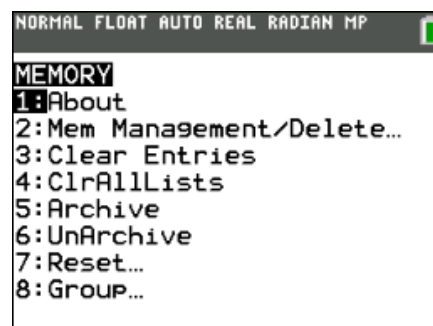 NORMAL FLOAT AUTO REAL RADIAN MP
MEMORY
1:About
2:Mem Management/Delete…
3:Clear Entries
4:ClrAllLists
5:Archive
6:UnArchive
7:Reset…
8:Group…